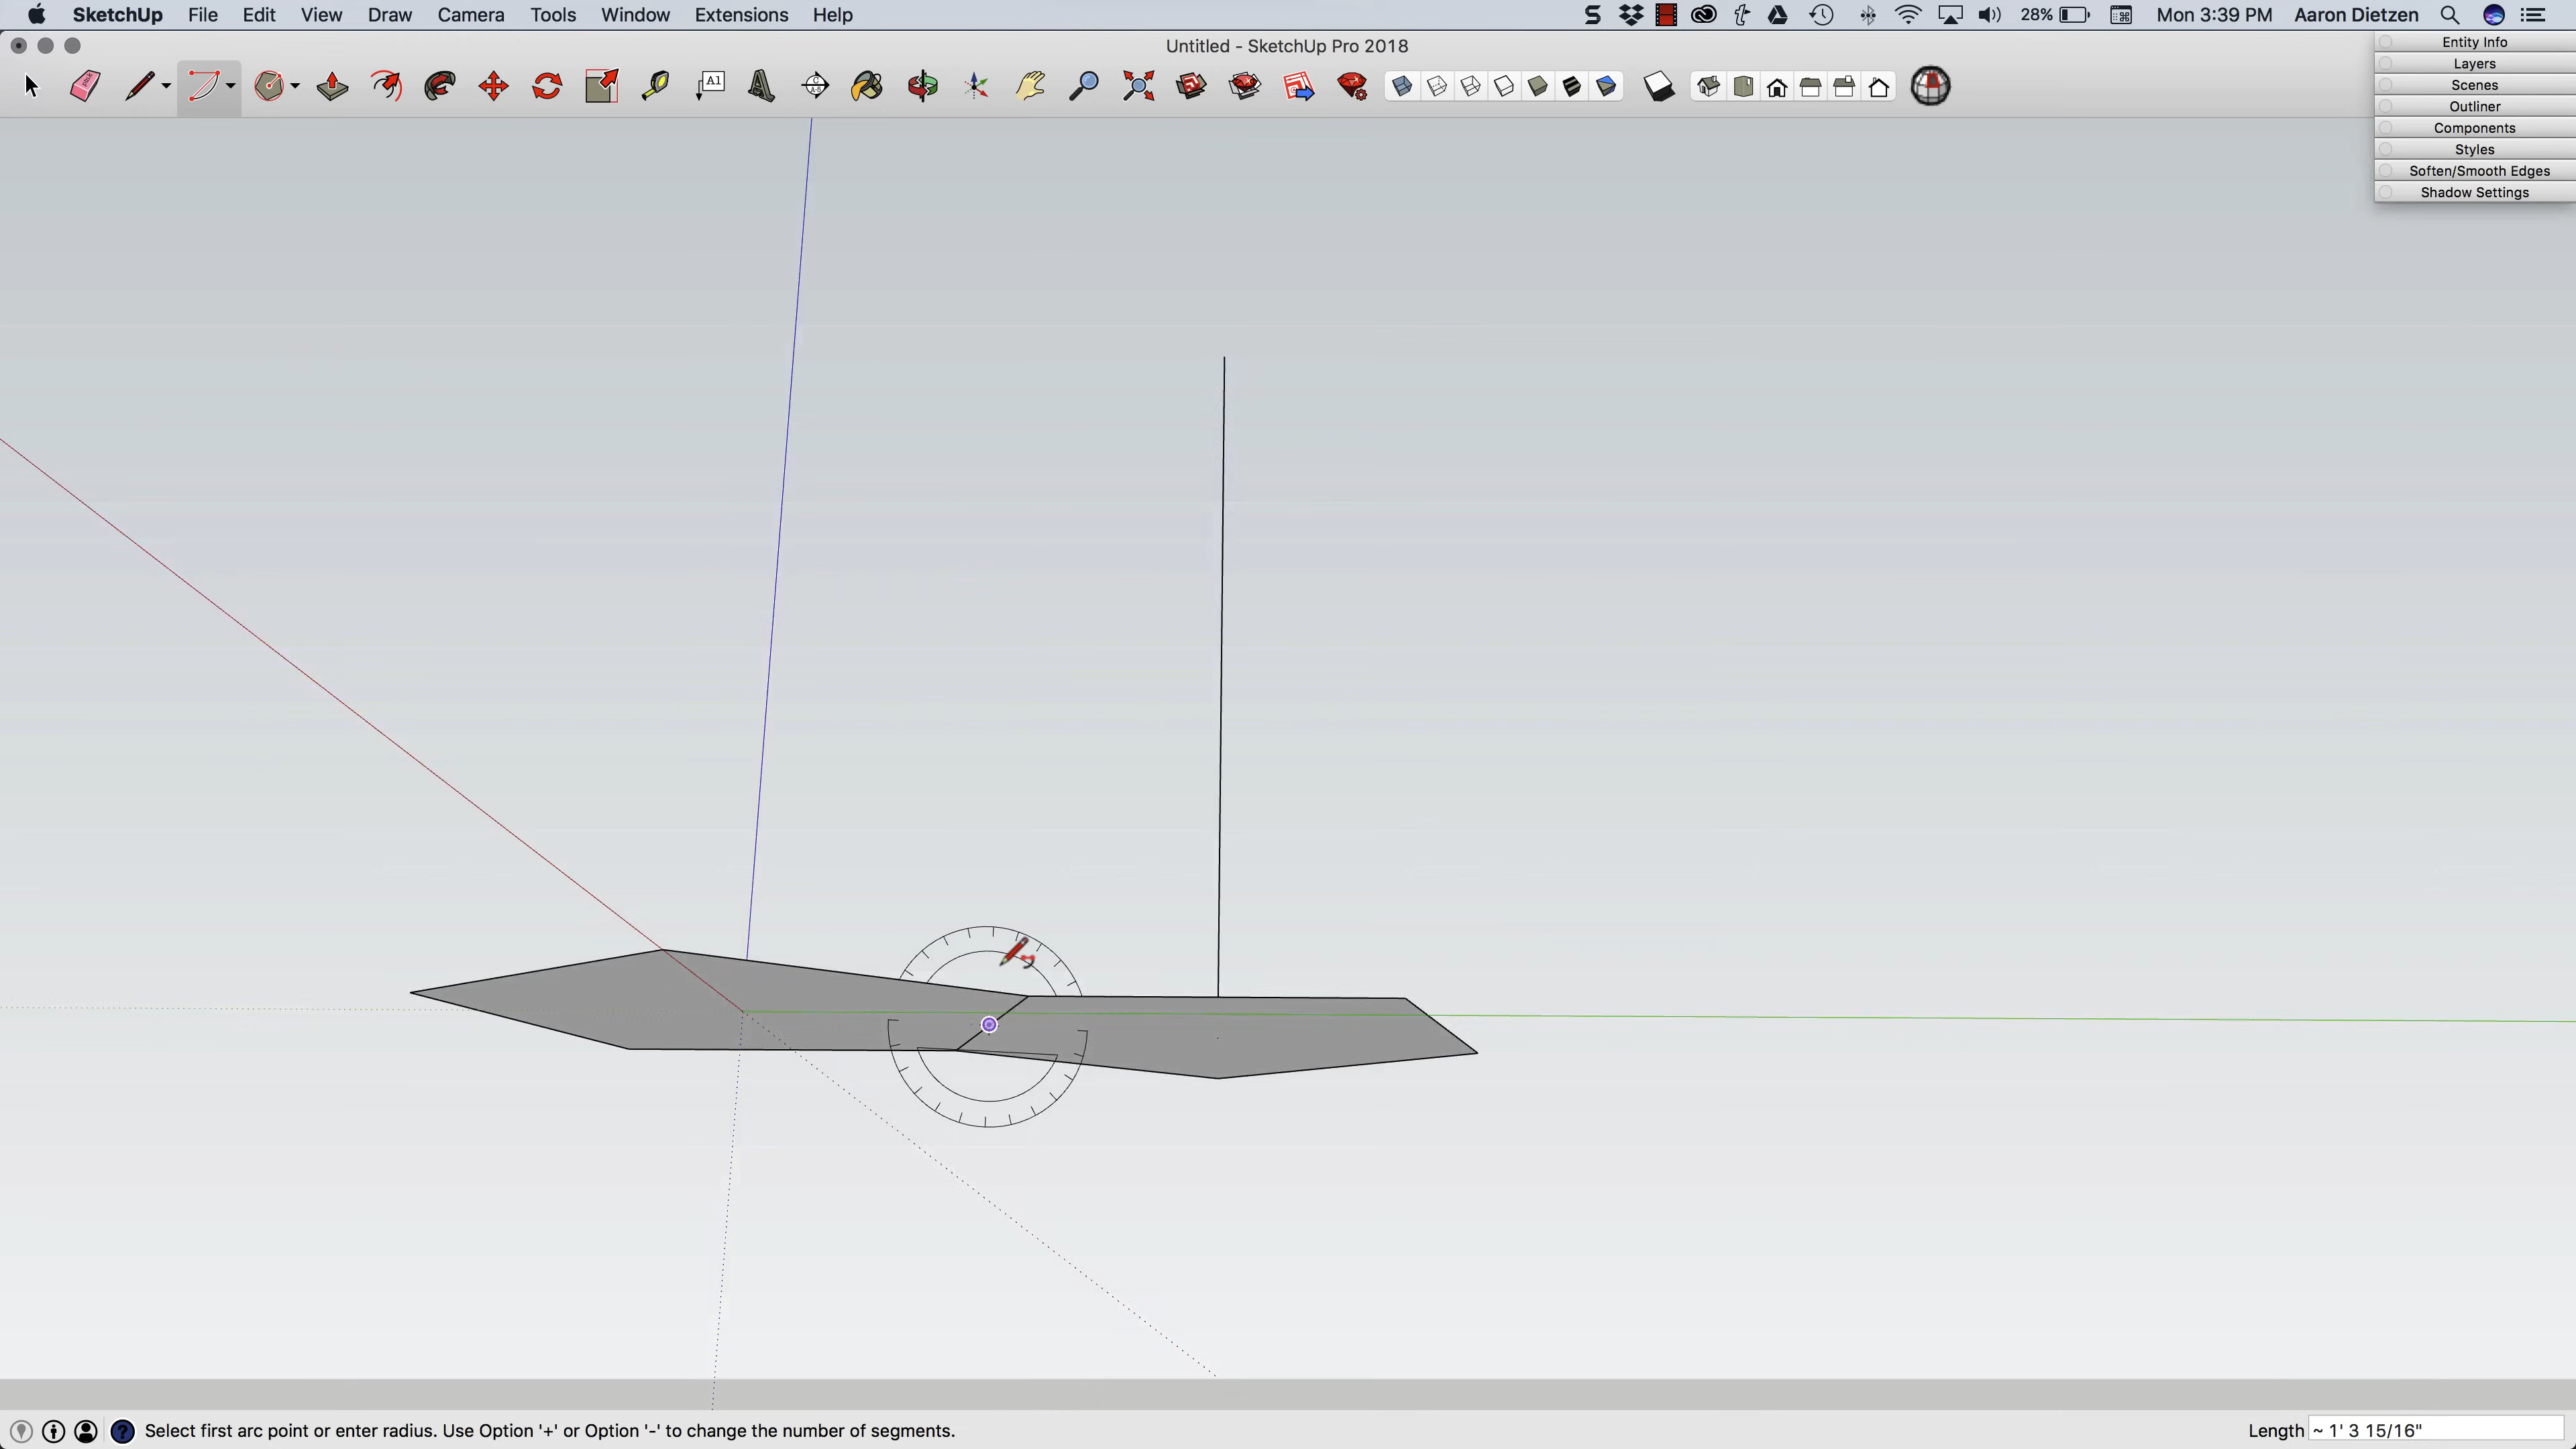 SketchUp File Edit View Draw Camera Tools Window Extensions Help 28% Mon 3:39 PM Aaron Dietzen
Untitled - SketchUp Pro 2018
Entity Info
Layers
Scenes
Outliner
Components
Styles
Soften/Smooth Edges
Shadow Settings
A1
Select first arc point or enter radius. Use Option '+' or Option '-' to change the number of segments.
Length ~ 1' 3 15/16"